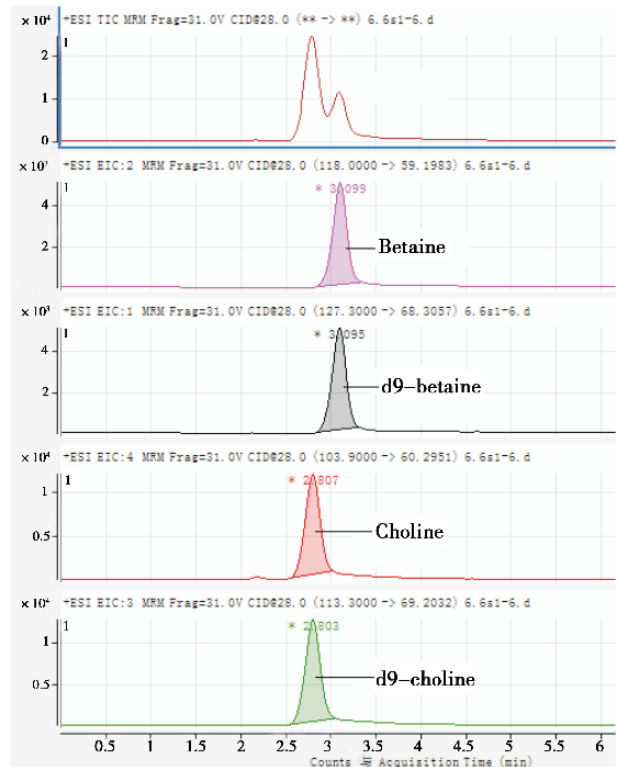 × 10⁴ +ESI TIC MRM Frag=31.0V CID@28.0 (** -> **) 6.6s1-6.d
1
2
1
0
× 10³ +ESI EIC:2 MRM Frag=31.0V CID@28.0 (118.0000 -> 59.1983) 6.6s1-6.d
1
* 3.099
4
2
Betaine
× 10³ +ESI EIC:1 MRM Frag=31.0V CID@28.0 (127.3000 -> 68.3057) 6.6s1-6.d
1
* 3.095
4
2
d9-betaine
× 10⁴ +ESI EIC:4 MRM Frag=31.0V CID@28.0 (103.9000 -> 60.2951) 6.6s1-6.d
1
* 2.807
1
0.5
Choline
× 10⁴ +ESI EIC:3 MRM Frag=31.0V CID@28.0 (113.3000 -> 69.2032) 6.6s1-6.d
1
* 2.803
1
0.5
d9-choline
0.5 1 1.5 2 2.5 3 3.5 4 4.5 5 5.5 6
Counts 与 Acquisition Time (min)